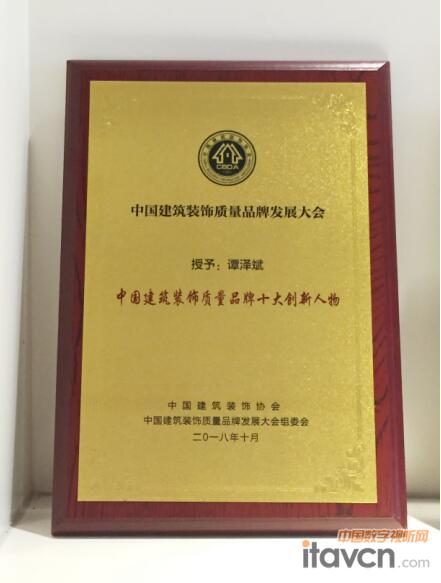 CBDA
中国建筑装饰质量品牌发展大会
授予：谭泽斌
中国建筑装饰质量品牌十大创新人物
中国建筑装饰协会
中国建筑装饰质量品牌发展大会组委会
二〇一八年十月
中国数字视听网
itavcn.com